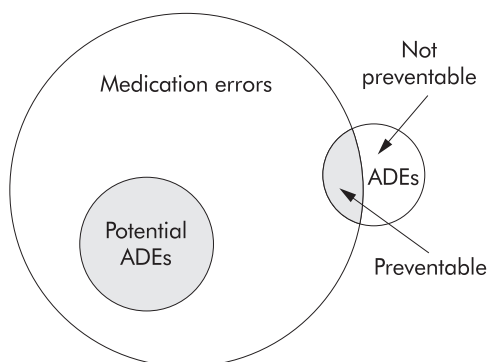 Not
preventable
Medication errors
ADEs
Potential
ADEs
Preventable